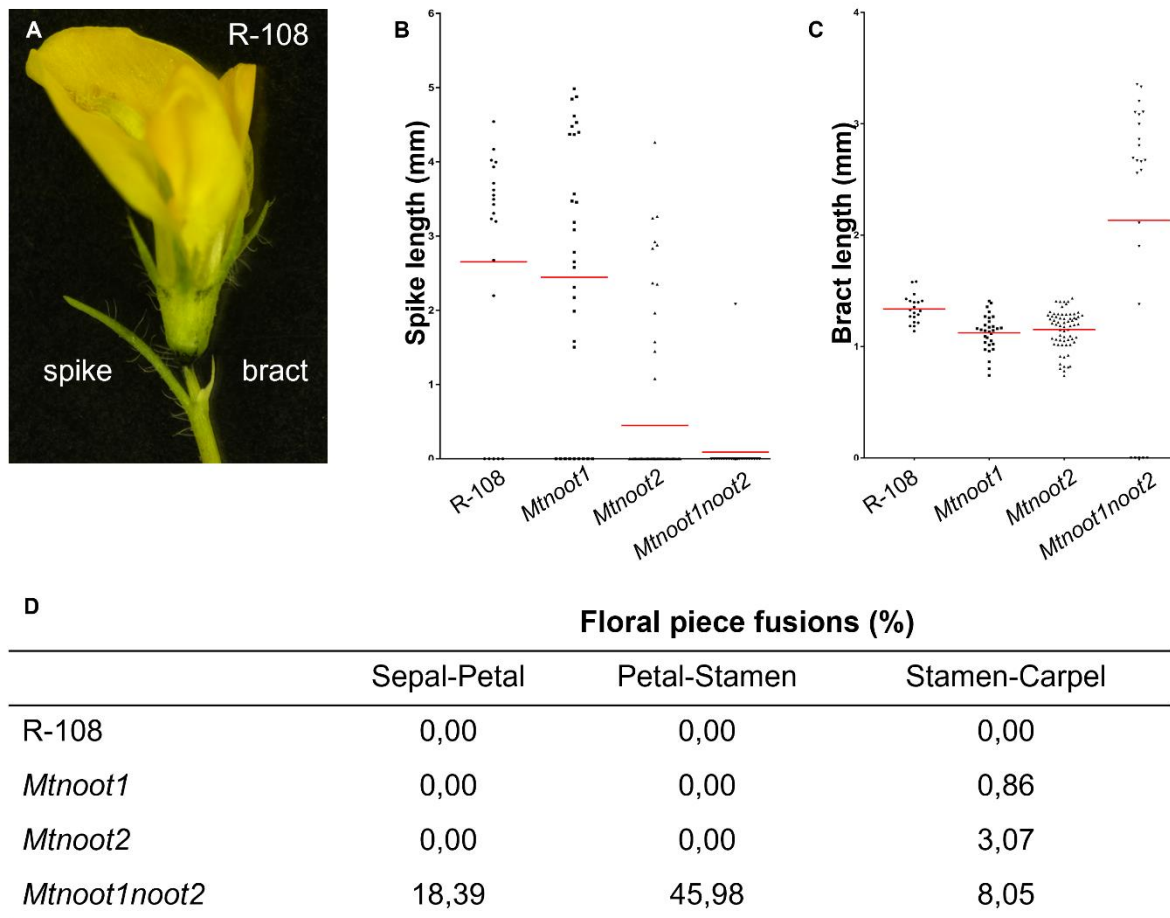 A
R-108
spike
bract
B
Spike length (mm)
6
5
4
3
2
1
0
R-108
Mtnoot1
Mtnoot2
Mtnoot1noot2
C
Bract length (mm)
4
3
2
1
0
R-108
Mtnoot1
Mtnoot2
Mtnoot1noot2
D
Floral piece fusions (%)
Sepal-Petal Petal-Stamen Stamen-Carpel
R-108 0,00 0,00 0,00
Mtnoot1 0,00 0,00 0,86
Mtnoot2 0,00 0,00 3,07
Mtnoot1noot2 18,39 45,98 8,05